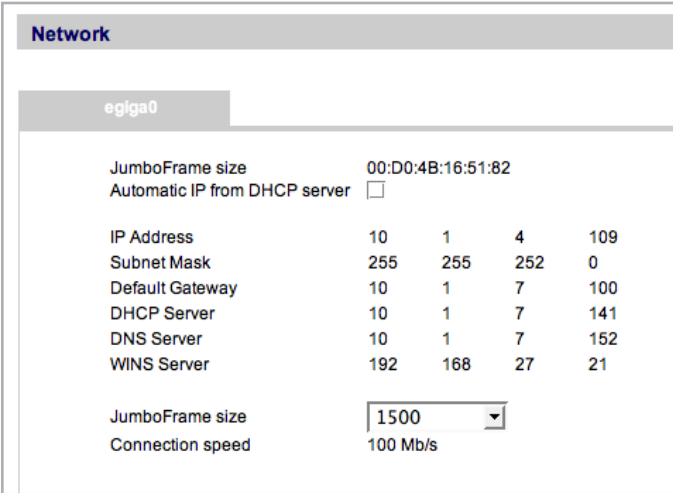 Network
egiga0
JumboFrame size 00:D0:4B:16:51:82
Automatic IP from DHCP server
IP Address 10 1 4 109
Subnet Mask 255 255 252 0
Default Gateway 10 1 7 100
DHCP Server 10 1 7 141
DNS Server 10 1 7 152
WINS Server 192 168 27 21
JumboFrame size 1500
Connection speed 100 Mb/s